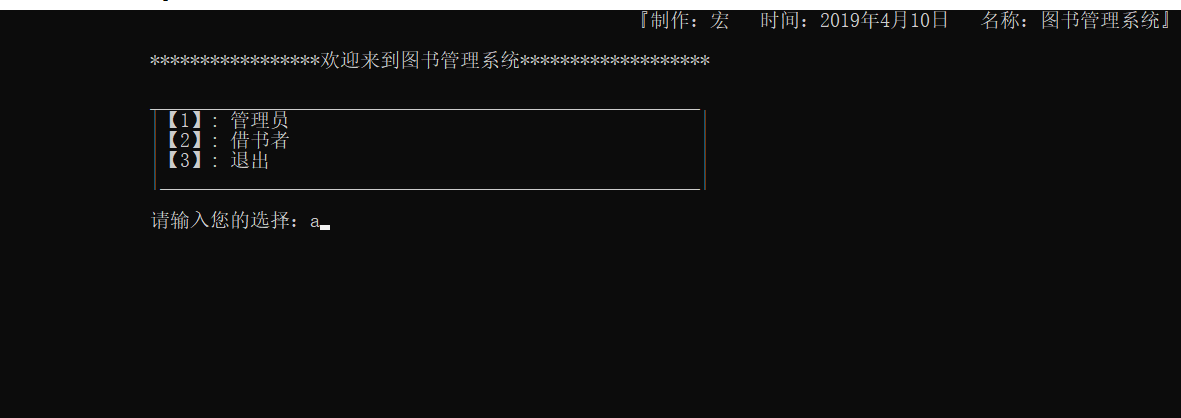 『制作：宏 时间：2019年4月10日 名称：图书管理系统』
*****************欢迎来到图书管理系统*******************
【1】: 管理员
【2】: 借书者
【3】: 退出
请输入您的选择：a